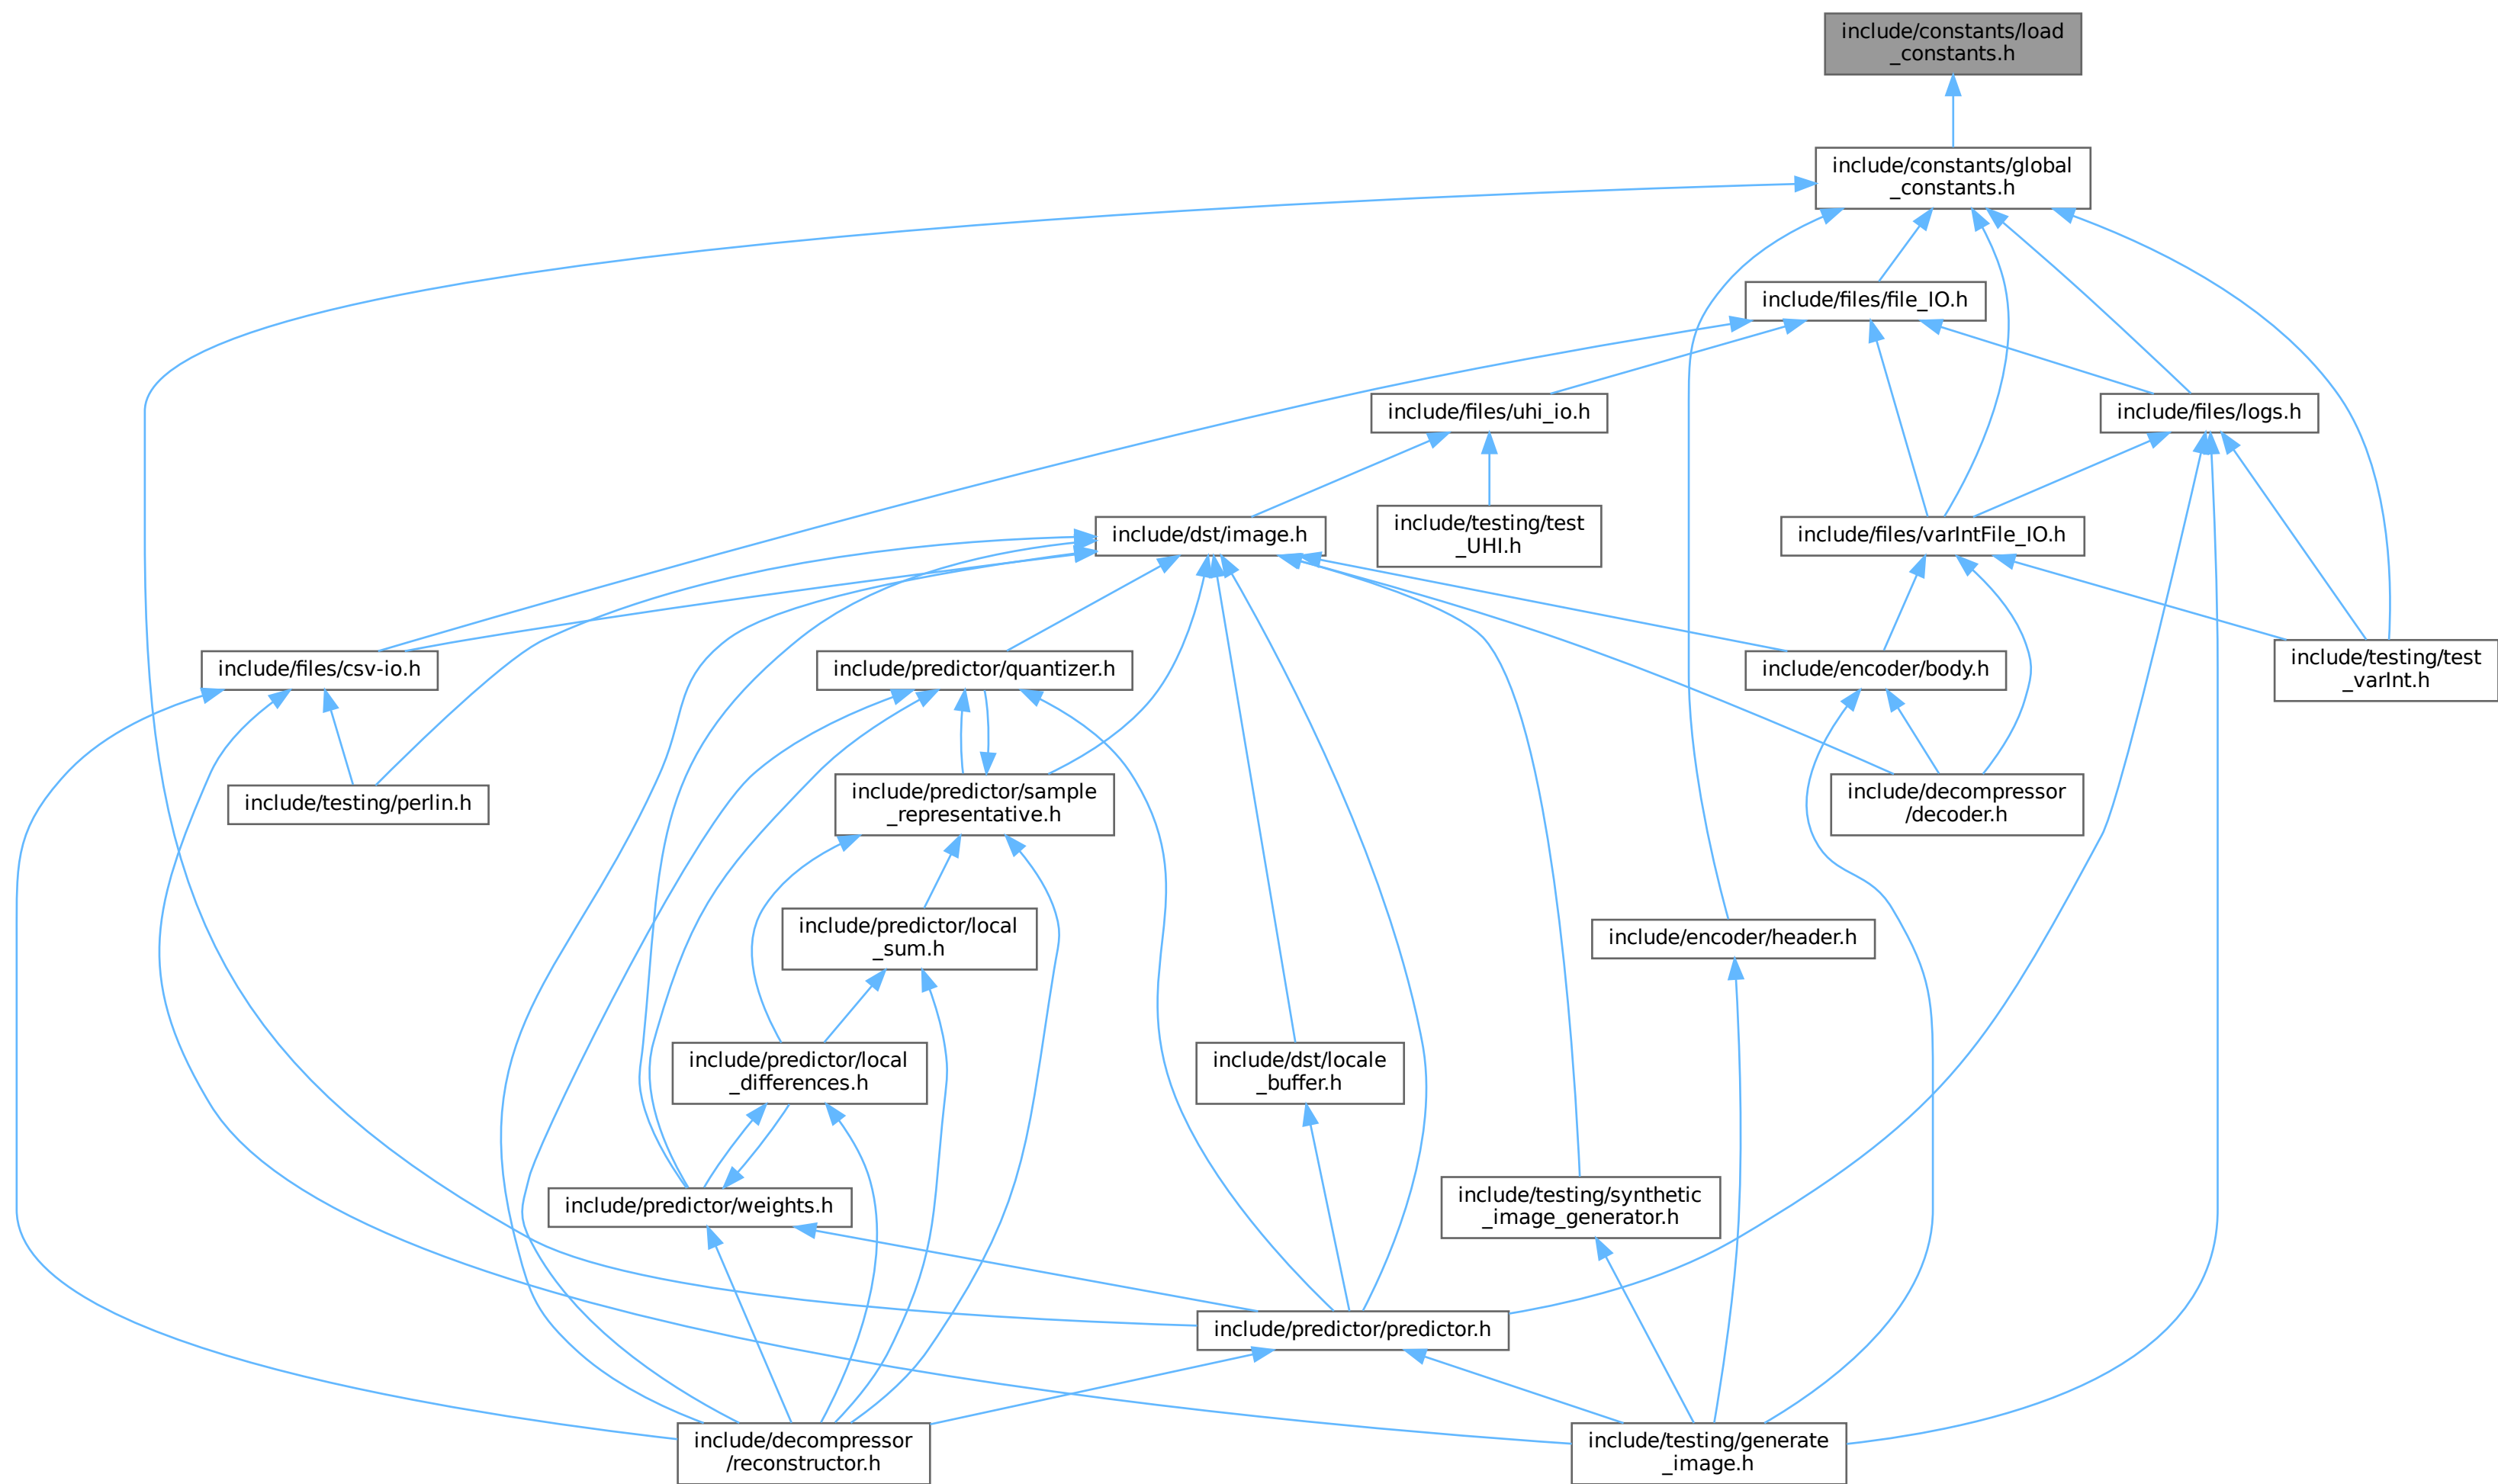 include/constants/load
_constants.h
include/constants/global
_constants.h
include/files/file_IO.h
include/files/uhi_io.h
include/files/logs.h
include/dst/image.h
include/testing/test
_UHI.h
include/files/varIntFile_IO.h
include/files/csv-io.h
include/predictor/quantizer.h
include/encoder/body.h
include/testing/test
_varInt.h
include/testing/perlin.h
include/predictor/sample
_representative.h
include/decompressor
/decoder.h
include/predictor/local
_sum.h
include/encoder/header.h
include/predictor/local
_differences.h
include/dst/locale
_buffer.h
include/predictor/weights.h
include/testing/synthetic
_image_generator.h
include/predictor/predictor.h
include/decompressor
/reconstructor.h
include/testing/generate
_image.h